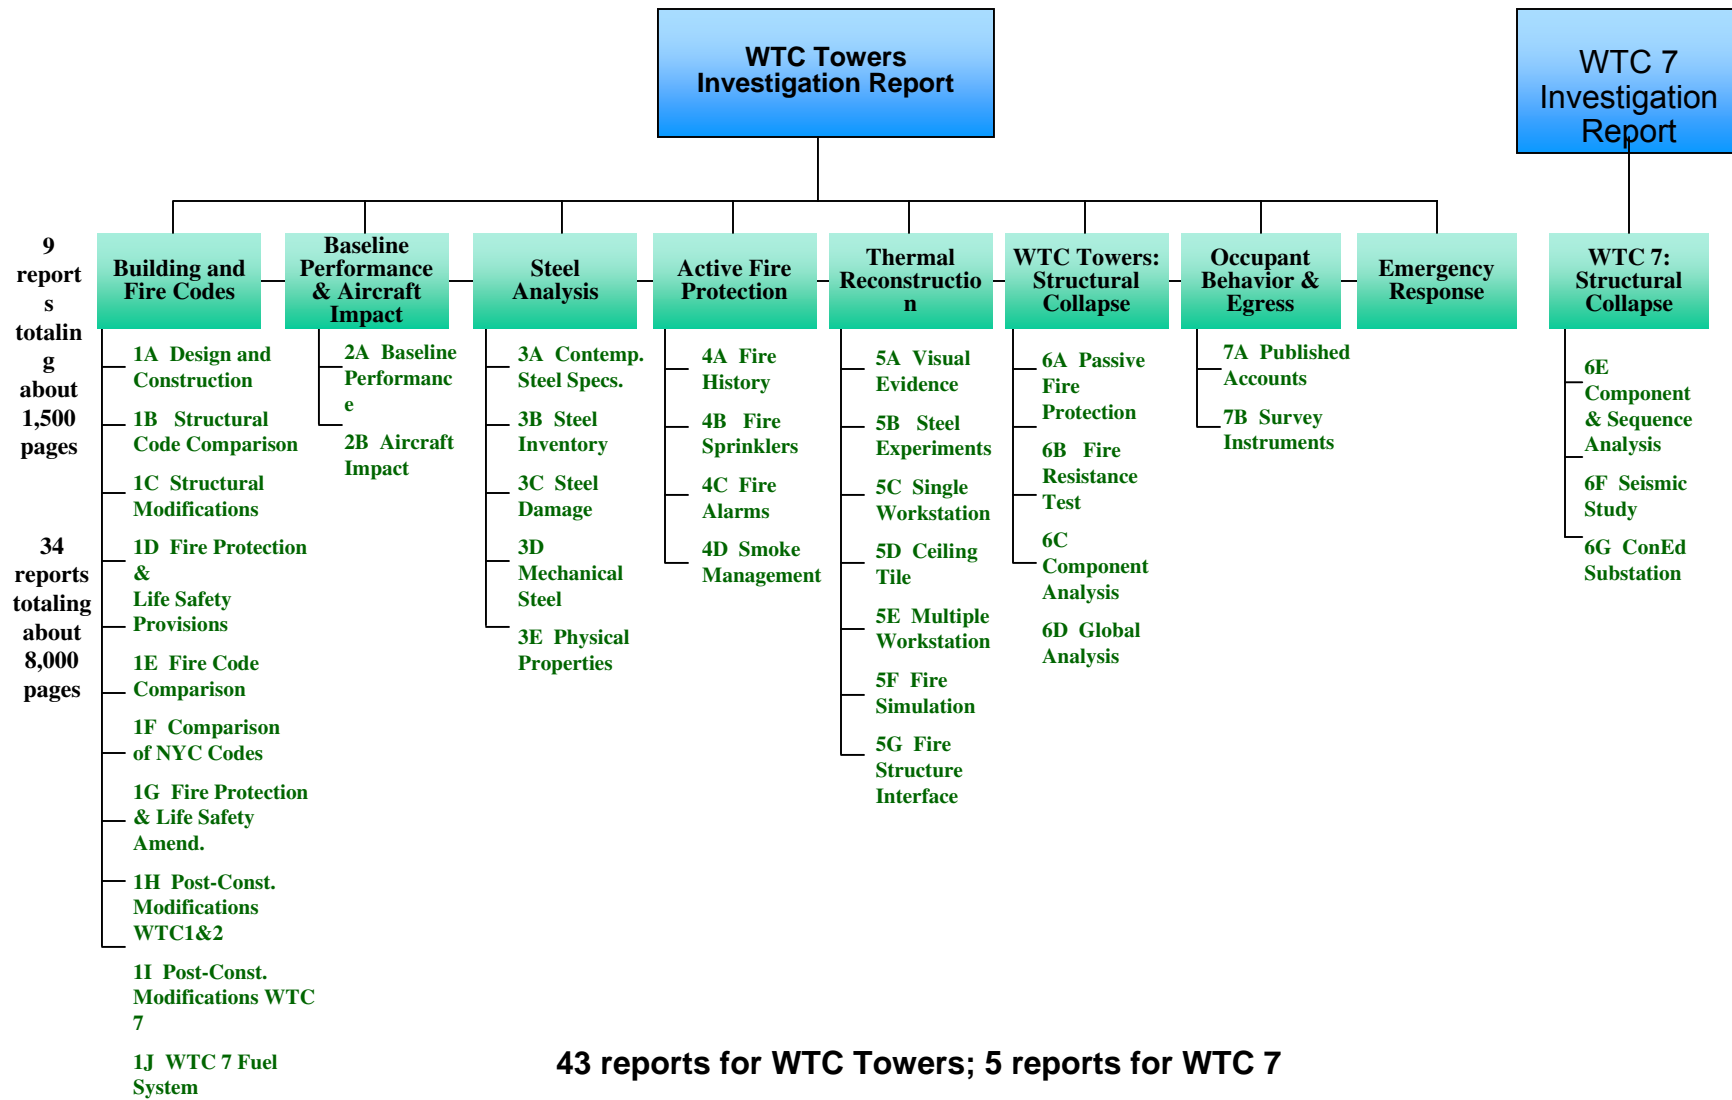 WTC Towers
Investigation Report
WTC 7
Investigation
Report
9
report
s
totalin
g
about
1,500
pages
34
reports
totaling
about
8,000
pages
Building and
Fire Codes
Baseline
Performance
& Aircraft
Impact
Steel
Analysis
Active Fire
Protection
Thermal
Reconstructio
n
WTC Towers:
Structural
Collapse
Occupant
Behavior &
Egress
Emergency
Response
WTC 7:
Structural
Collapse
1A Design and
Construction
1B Structural
Code Comparison
1C Structural
Modifications
1D Fire Protection
&
Life Safety
Provisions
1E Fire Code
Comparison
1F Comparison
of NYC Codes
1G Fire Protection
& Life Safety
Amend.
1H Post-Const.
Modifications
WTC1&2
1I Post-Const.
Modifications WTC
7
1J WTC 7 Fuel
System
2A Baseline
Performanc
e
2B Aircraft
Impact
3A Contemp.
Steel Specs.
3B Steel
Inventory
3C Steel
Damage
3D
Mechanical
Steel
3E Physical
Properties
4A Fire
History
4B Fire
Sprinklers
4C Fire
Alarms
4D Smoke
Management
5A Visual
Evidence
5B Steel
Experiments
5C Single
Workstation
5D Ceiling
Tile
5E Multiple
Workstation
5F Fire
Simulation
5G Fire
Structure
Interface
6A Passive
Fire
Protection
6B Fire
Resistance
Test
6C
Component
Analysis
6D Global
Analysis
7A Published
Accounts
7B Survey
Instruments
6E
Component
& Sequence
Analysis
6F Seismic
Study
6G ConEd
Substation
43 reports for WTC Towers; 5 reports for WTC 7